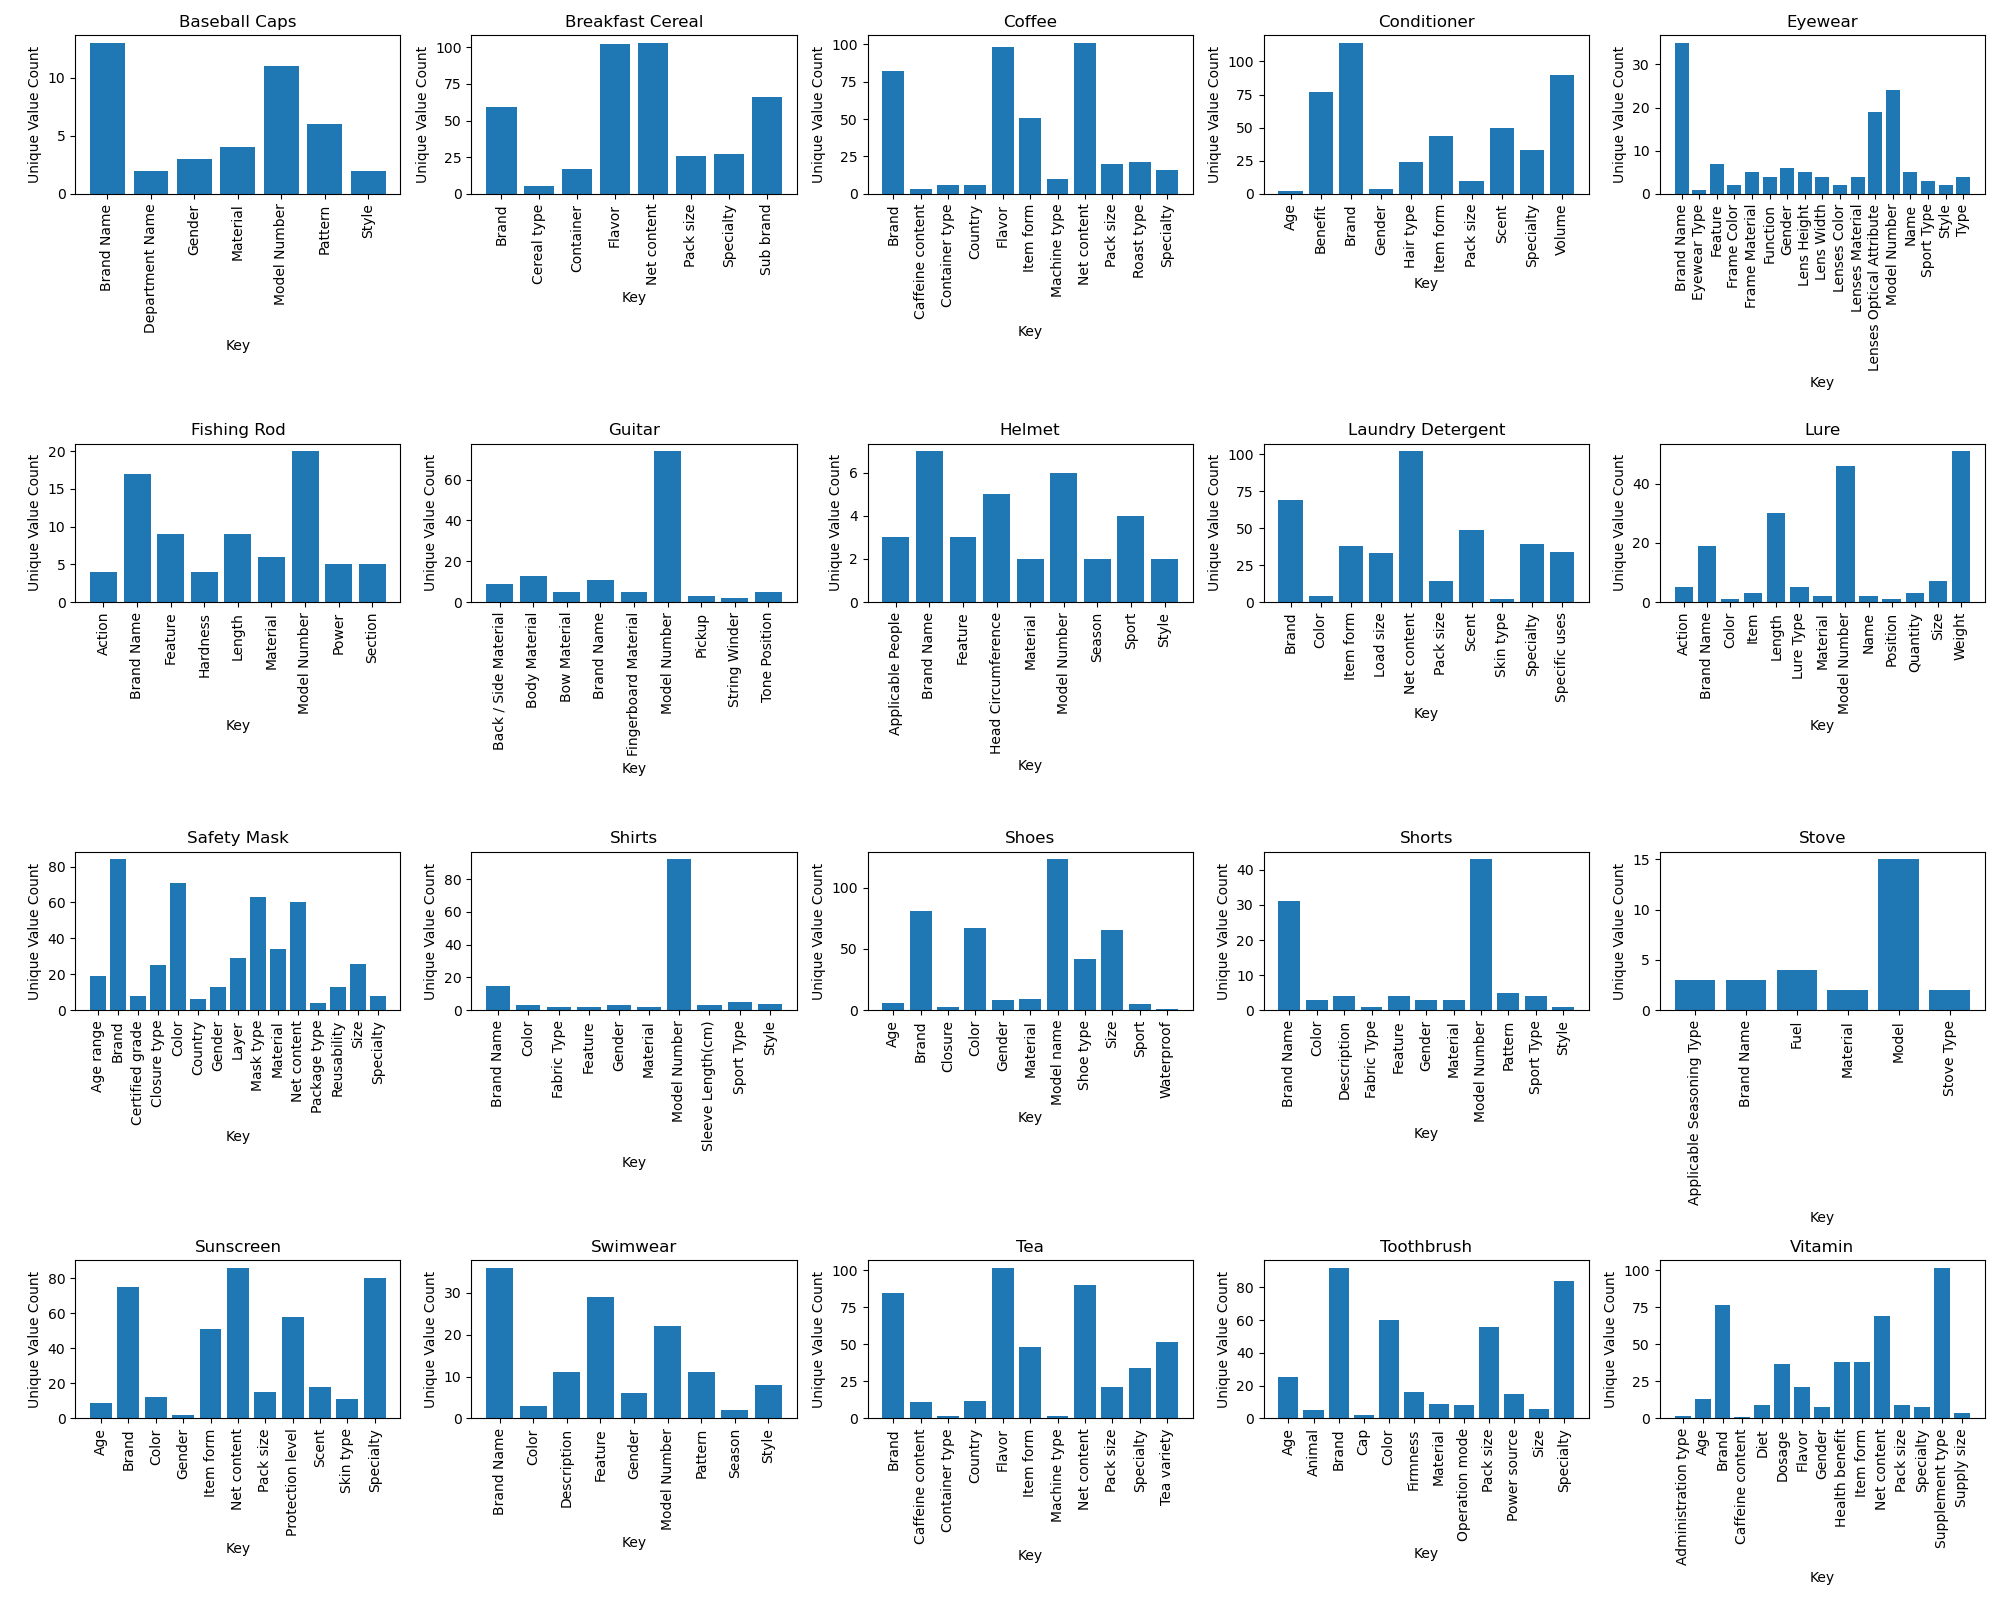 Baseball Caps
Unique Value Count
10
5
0
Brand Name
Department Name
Gender
Material
Model Number
Pattern
Style
Key
Breakfast Cereal
Unique Value Count
100
75
50
25
0
Brand
Cereal type
Container
Flavor
Net content
Pack size
Specialty
Sub brand
Key
Coffee
Unique Value Count
100
75
50
25
0
Brand
Caffeine content
Container type
Country
Flavor
Item form
Machine type
Net content
Pack size
Roast type
Specialty
Key
Conditioner
Unique Value Count
100
75
50
25
0
Age
Benefit
Brand
Gender
Hair type
Item form
Pack size
Scent
Specialty
Volume
Key
Eyewear
Unique Value Count
30
20
10
0
Brand Name
Eyewear Type
Feature
Frame Color
Frame Material
Function
Gender
Lens Height
Lens Width
Lenses Color
Lenses Material
Lenses Optical Attribute
Model Number
Name
Sport Type
Style
Type
Key
Fishing Rod
Unique Value Count
20
15
10
5
0
Action
Brand Name
Feature
Hardness
Length
Material
Model Number
Power
Section
Key
Guitar
Unique Value Count
60
40
20
0
Back / Side Material
Body Material
Bow Material
Brand Name
Fingerboard Material
Model Number
Pickup
String Winder
Tone Position
Key
Helmet
Unique Value Count
6
4
2
0
Applicable People
Brand Name
Feature
Head Circumference
Material
Model Number
Season
Sport
Style
Key
Laundry Detergent
Unique Value Count
100
75
50
25
0
Brand
Color
Item form
Load size
Net content
Pack size
Scent
Skin type
Specialty
Specific uses
Key
Lure
Unique Value Count
40
20
0
Action
Brand Name
Color
Item
Length
Lure Type
Material
Model Number
Name
Position
Quantity
Size
Weight
Key
Safety Mask
Unique Value Count
80
60
40
20
0
Age range
Brand
Certified grade
Closure type
Color
Country
Gender
Layer
Mask type
Material
Net content
Package type
Reusability
Size
Specialty
Key
Shirts
Unique Value Count
80
60
40
20
0
Brand Name
Color
Fabric Type
Feature
Gender
Material
Model Number
Sleeve Length(cm)
Sport Type
Style
Key
Shoes
Unique Value Count
100
50
0
Age
Brand
Closure
Color
Gender
Material
Model name
Shoe type
Size
Sport
Waterproof
Key
Shorts
Unique Value Count
40
30
20
10
0
Brand Name
Color
Description
Fabric Type
Feature
Gender
Material
Model Number
Pattern
Sport Type
Style
Key
Stove
Unique Value Count
15
10
5
0
Applicable Seasoning Type
Brand Name
Fuel
Material
Model
Stove Type
Key
Sunscreen
Unique Value Count
80
60
40
20
0
Age
Brand
Color
Gender
Item form
Net content
Pack size
Protection level
Scent
Skin type
Specialty
Key
Swimwear
Unique Value Count
30
20
10
0
Brand Name
Color
Description
Feature
Gender
Model Number
Pattern
Season
Style
Key
Tea
Unique Value Count
100
75
50
25
0
Brand
Caffeine content
Container type
Country
Flavor
Item form
Machine type
Net content
Pack size
Specialty
Tea variety
Key
Toothbrush
Unique Value Count
80
60
40
20
0
Age
Animal
Brand
Cap
Color
Firmness
Material
Operation mode
Pack size
Power source
Size
Specialty
Key
Vitamin
Unique Value Count
100
75
50
25
0
Administration type
Age
Brand
Caffeine content
Diet
Dosage
Flavor
Gender
Health benefit
Item form
Net content
Pack size
Specialty
Supplement type
Supply size
Key